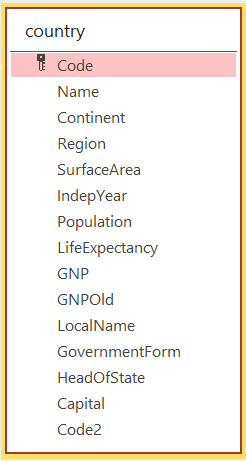 country
Code
Name
Continent
Region
SurfaceArea
IndepYear
Population
LifeExpectancy
GNP
GNPOld
LocalName
GovernmentForm
HeadOfState
Capital
Code2